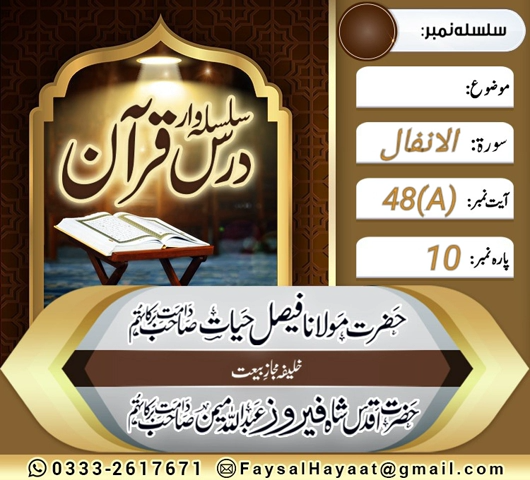 سلسلہ وار
درسِ قرآن
سلسلہ نمبر:
موضوع:
سورۃ: الانفال
آیت نمبر: 48(A)
پارہ نمبر: 10
حضرت مولانا فیصل حیات صاحب دامت برکاتہم
خلیفہ مجازِ بیعت
حضرت اقدس شاہ فیروز عبداللہ میمن صاحب دامت برکاتہم
0333-2617671 FaysalHayaat@gmail.com